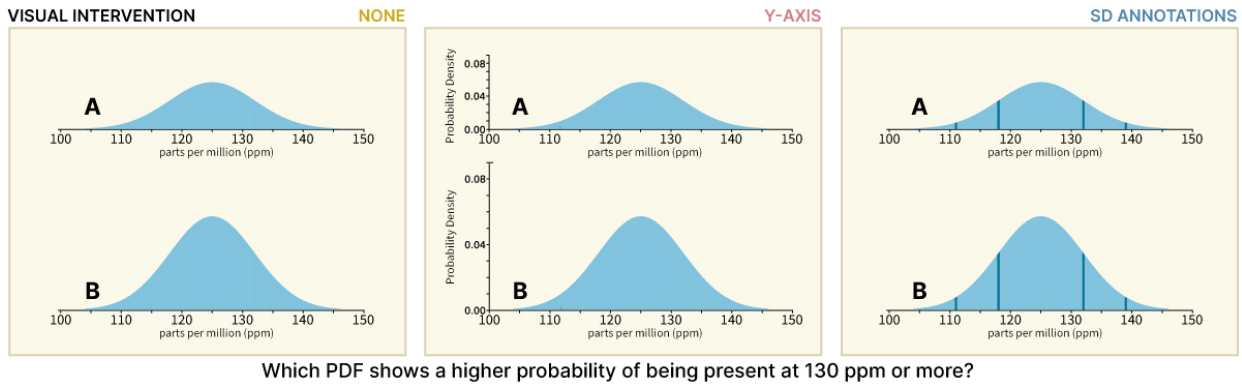 VISUAL INTERVENTION NONE
A
100 110 120 130 140 150
parts per million (ppm)
B
100 110 120 130 140 150
parts per million (ppm)
Y-AXIS
Probability Density
0.08
0.04
0.00
A
100 110 120 130 140 150
parts per million (ppm)
Probability Density
0.08
0.04
0.00
B
100 110 120 130 140 150
parts per million (ppm)
SD ANNOTATIONS
A
100 110 120 130 140 150
parts per million (ppm)
B
100 110 120 130 140 150
parts per million (ppm)
Which PDF shows a higher probability of being present at 130 ppm or more?